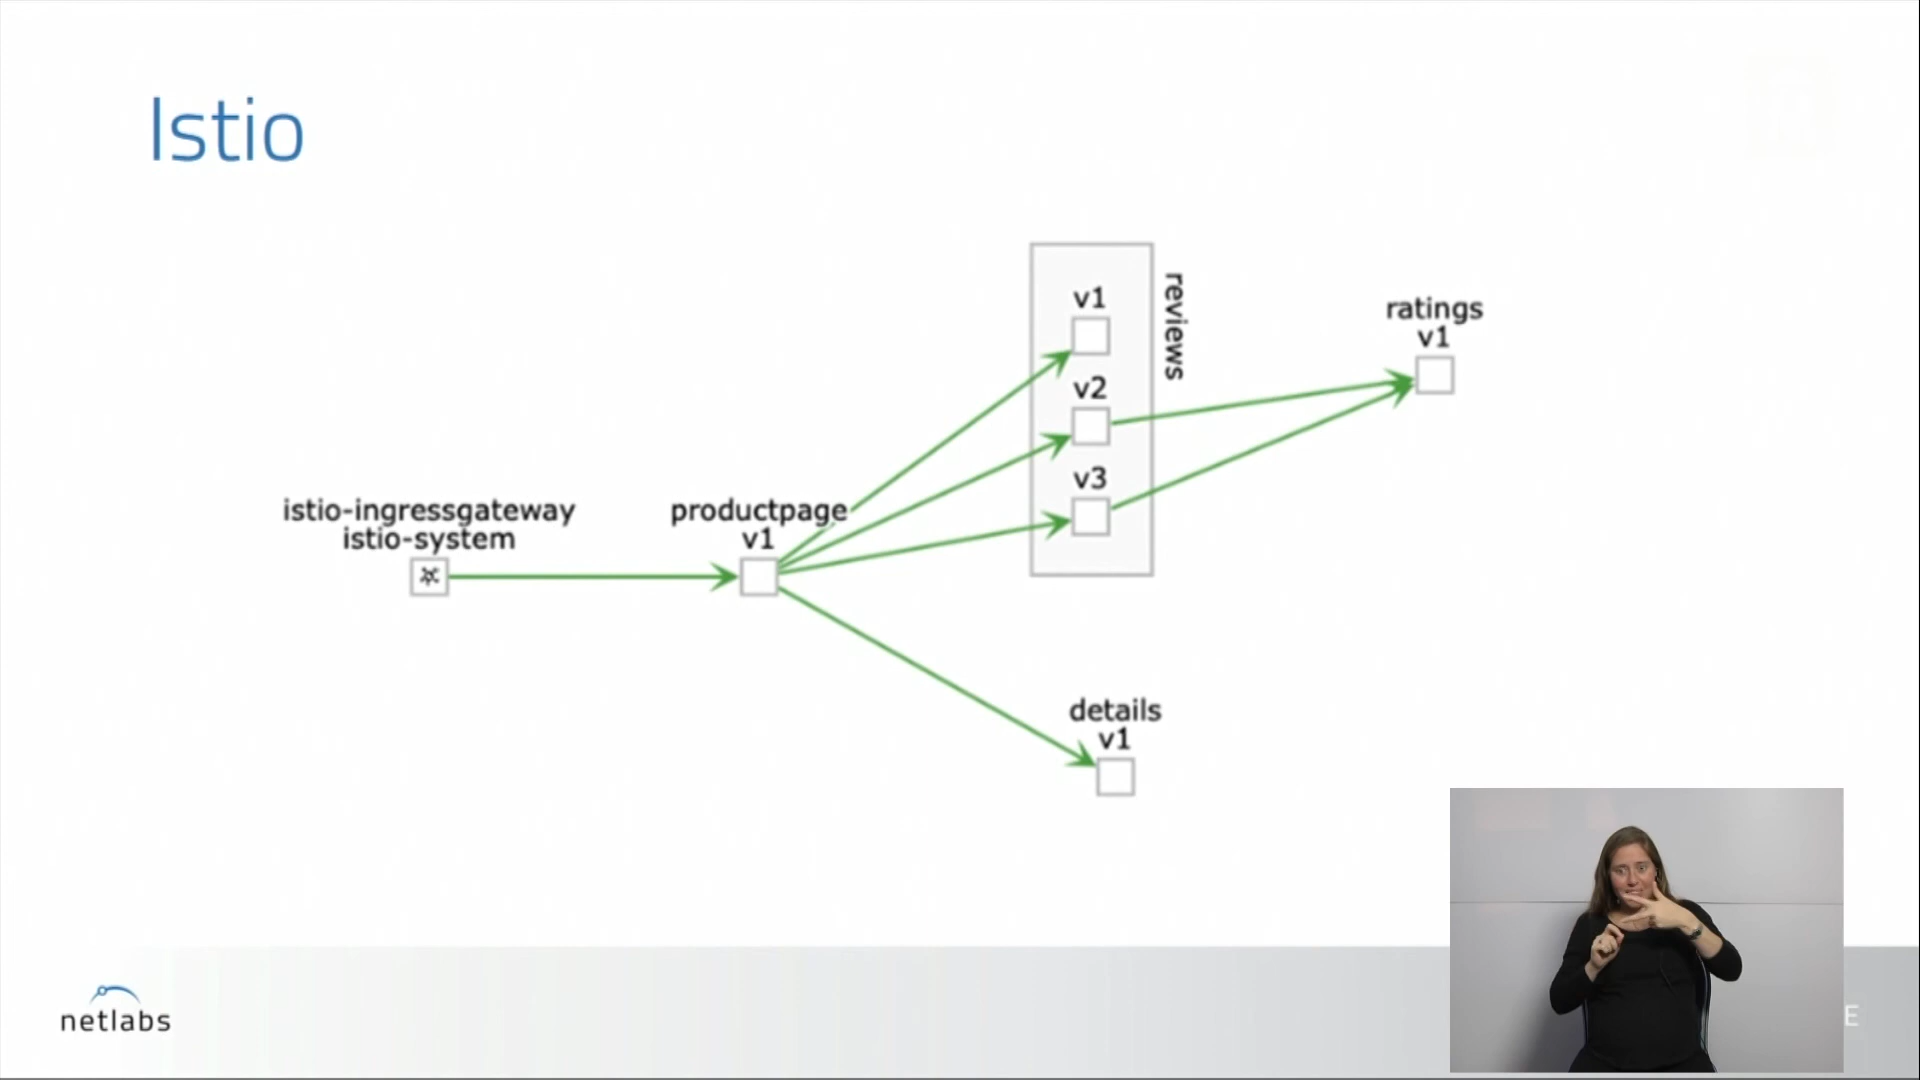 Istio
v1
reviews
v2
v3
ratings
v1
istio-ingressgateway
istio-system
productpage
v1
details
v1
netlabs
E